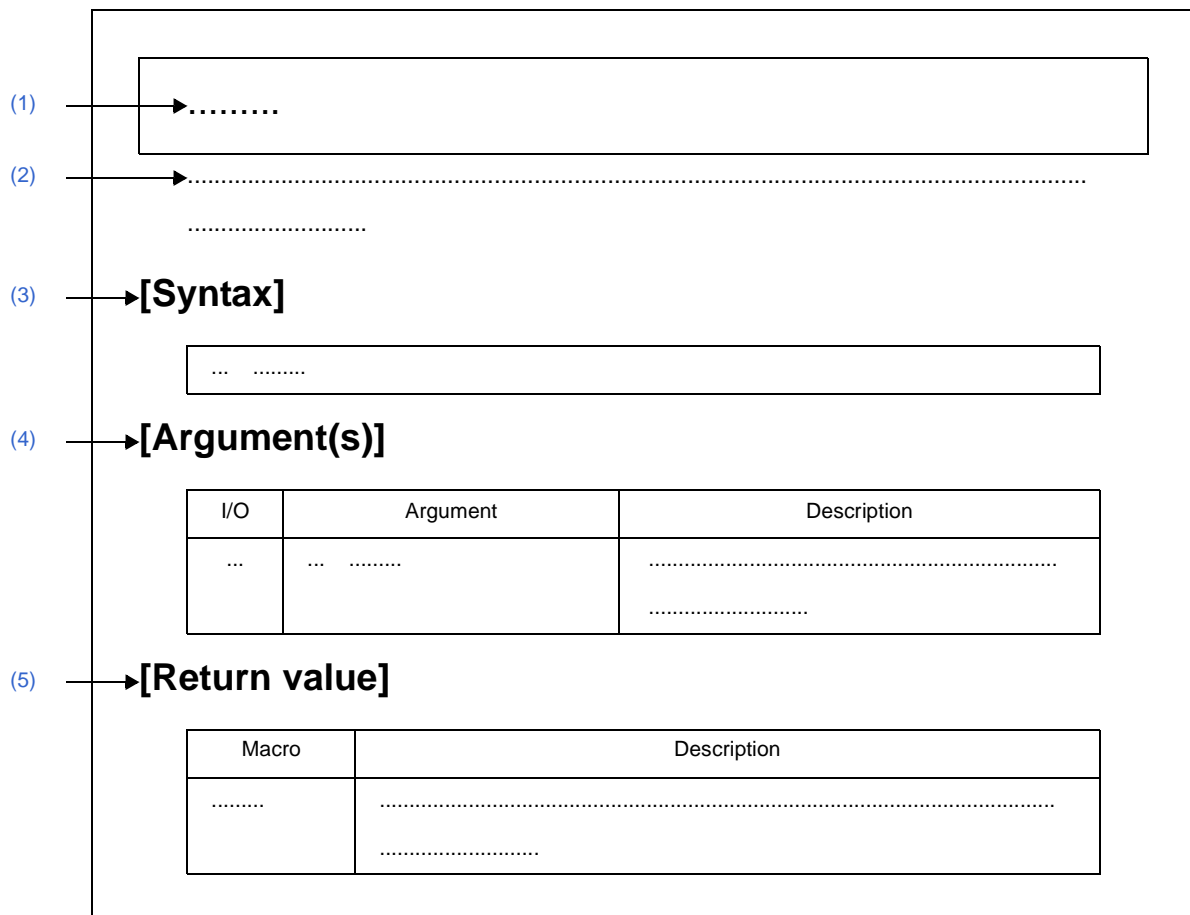 (1) .........
(2) ........................................................................................................................................
...........................
(3) [Syntax]
... .........
(4) [Argument(s)]
I/O Argument Description
... ... ......... .....................................................................
...........................
(5) [Return value]
Macro Description
......... ...................................................................................................................
...........................